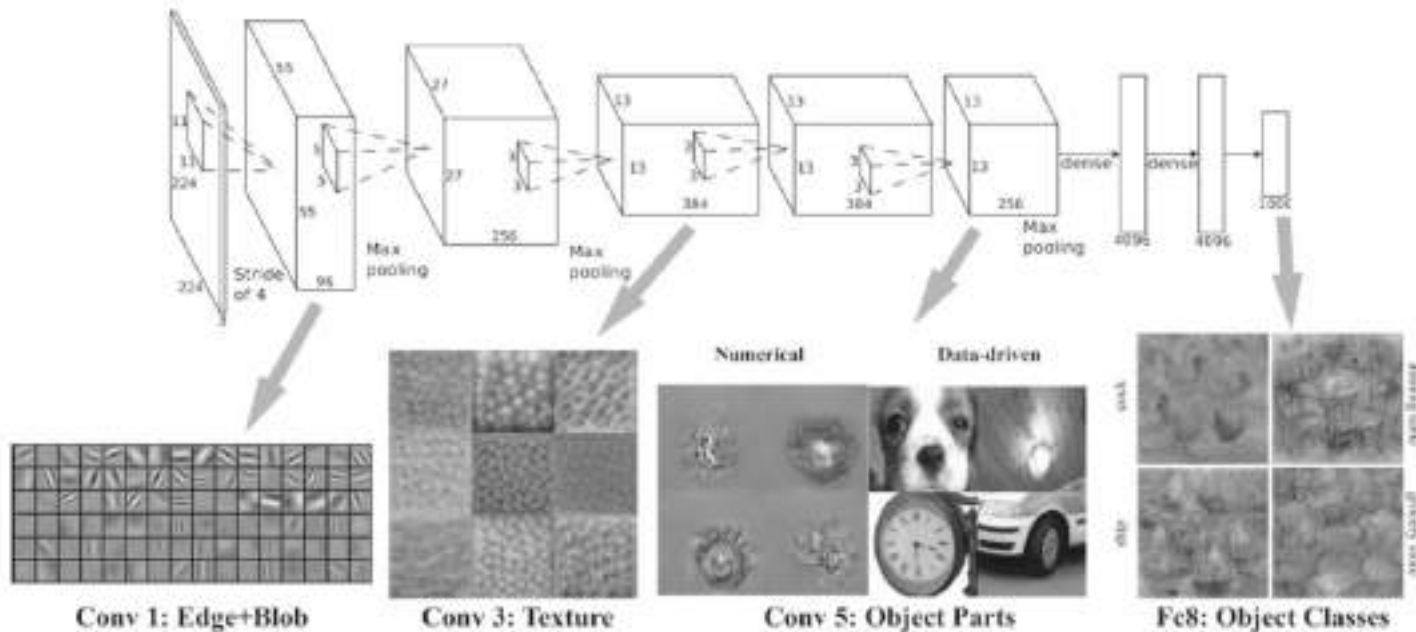 55
27
13
13
13
11
11
224
5
5
3
3
3
3
27
13
13
13
dense
dense
55
256
384
384
256
1000
224
Stride
of 4
96
Max
pooling
Max
pooling
Max
pooling
4096
4096
Numerical
Data-driven
ship
Conv 1: Edge+Blob
Conv 3: Texture
Conv 5: Object Parts
Fc8: Object Classes